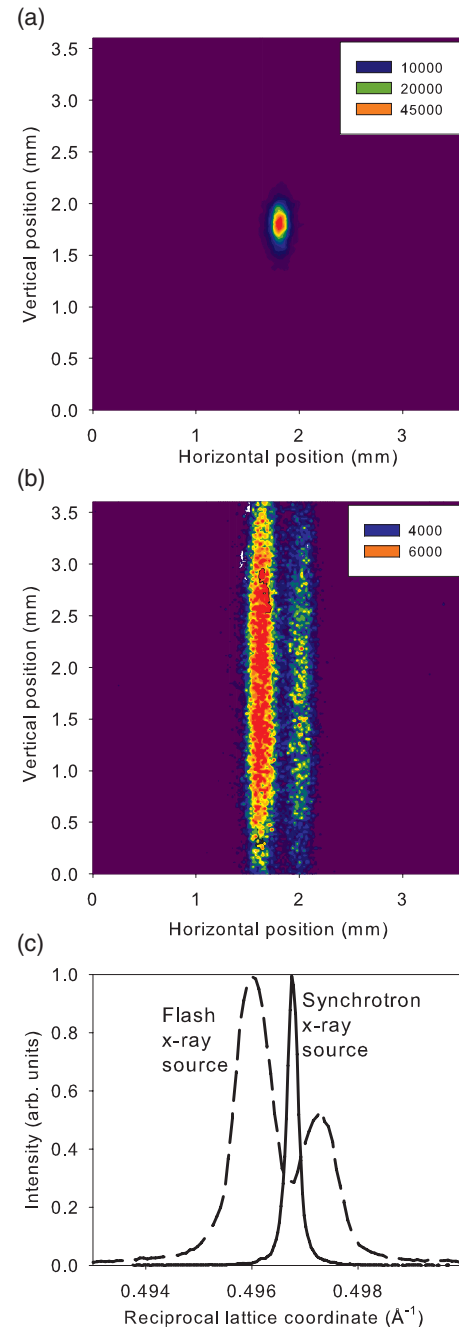 (a)
10000
20000
45000
3.5
3.0
2.5
2.0
1.5
1.0
0.5
0.0
Vertical position (mm)
0 1 2 3
Horizontal position (mm)
(b)
4000
6000
3.5
3.0
2.5
2.0
1.5
1.0
0.5
0.0
Vertical position (mm)
0 1 2 3
Horizontal position (mm)
(c)
1.0
0.8
0.6
0.4
0.2
0.0
Intensity (arb. units)
Flash
x-ray
source
Synchrotron
x-ray
source
0.494 0.496 0.498
Reciprocal lattice coordinate (Å⁻¹)